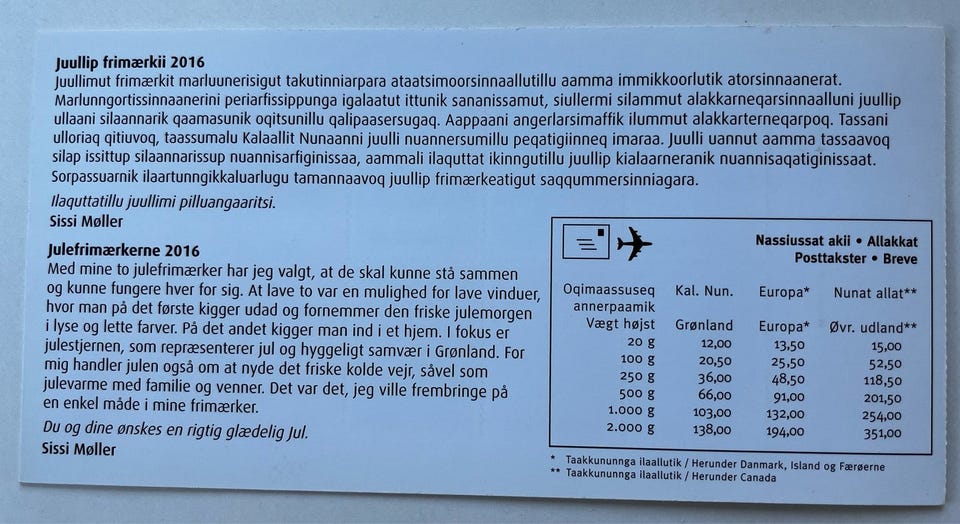 Juullip frimærkii 2016
Juullimut frimærkit marluunerisigut takutinniarpara ataatsimoorsinnaallutillu aamma immikkoorlutik atorsinnaanerat.
Marlunngortissinnaanerini periarfissippunga igalaatut ittunik sananissamut, siullermi silammut alakkarneqarsinnaalluni juullip
ullaani silaannarik qaamasunik oqitsunillu qalipaasersugaq. Aappaani angerlarsimaffik ilummut alakkarterneqarpoq. Tassani
ulloriaq qitiuvoq, taassumalu Kalaallit Nunaanni juulli nuannersumillu peqatigiinneq imaraa. Juulli uannut aamma tassaavoq
silap issittup silaannarissup nuannisarfiginissaa, aammali ilaquttat ikinngutillu juullip kialaarneranik nuannisaqatiginissaat.
Sorpassuarnik ilaartunngikkaluarlugu tamannaavoq juullip frimærkeatigut saqqummersinniagara.
Ilaquttatillu juullimi pilluangaaritsi.
Sissi Møller
Julefrimærkerne 2016
Med mine to julefrimærker har jeg valgt, at de skal kunne stå sammen
og kunne fungere hver for sig. At lave to var en mulighed for lave vinduer,
hvor man på det første kigger udad og fornemmer den friske julemorgen
i lyse og lette farver. På det andet kigger man ind i et hjem. I fokus er
julestjernen, som repræsenterer jul og hyggeligt samvær i Grønland. For
mig handler julen også om at nyde det friske kolde vejr, såvel som
julevarme med familie og venner. Det var det, jeg ville frembringe på
en enkel måde i mine frimærker.
Du og dine ønskes en rigtig glædelig Jul.
Sissi Møller
Nassiussat akii • Allakkat
Posttakster • Breve
Oqimaassuseq Kal. Nun. Europa* Nunat allat**
annerpaamik
Vægt højst Grønland Europa* Øvr. udland**
20 g 12,00 13,50 15,00
100 g 20,50 25,50 52,50
250 g 36,00 48,50 118,50
500 g 66,00 91,00 201,50
1.000 g 103,00 132,00 254,00
2.000 g 138,00 194,00 351,00
* Taakkununnga ilaallutik / Herunder Danmark, Island og Færøerne
** Taakkununnga ilaallutik / Herunder Canada